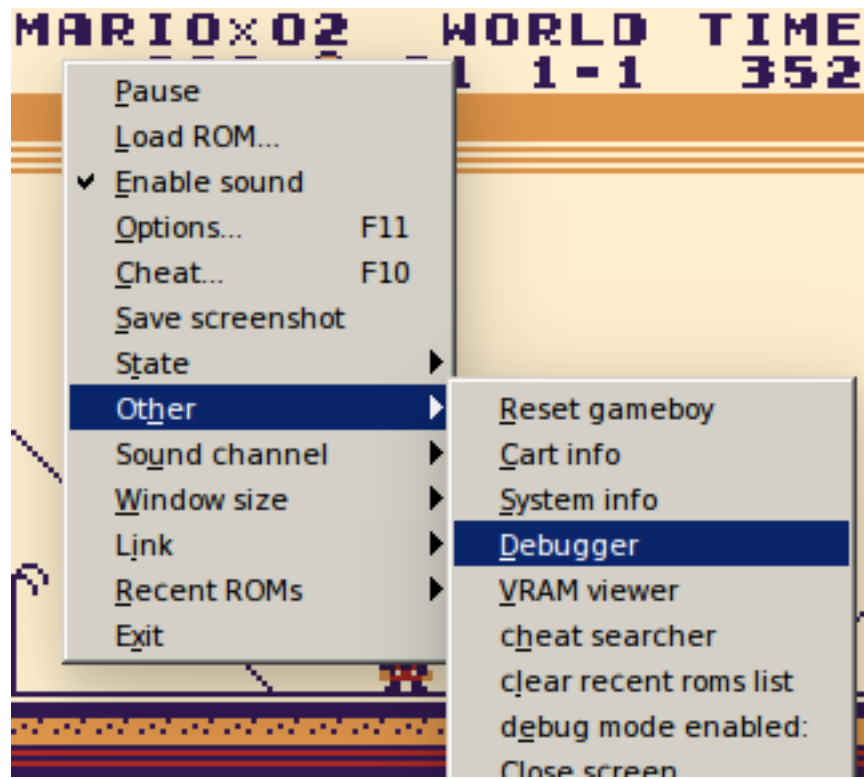 MARIO×02 WORLD TIME
1-1 352
Pause
Load ROM...
Enable sound
Options... F11
Cheat... F10
Save screenshot
State
Other
Sound channel
Window size
Link
Recent ROMs
Exit
Reset gameboy
Cart info
System info
Debugger
VRAM viewer
cheat searcher
clear recent roms list
debug mode enabled:
Close screen